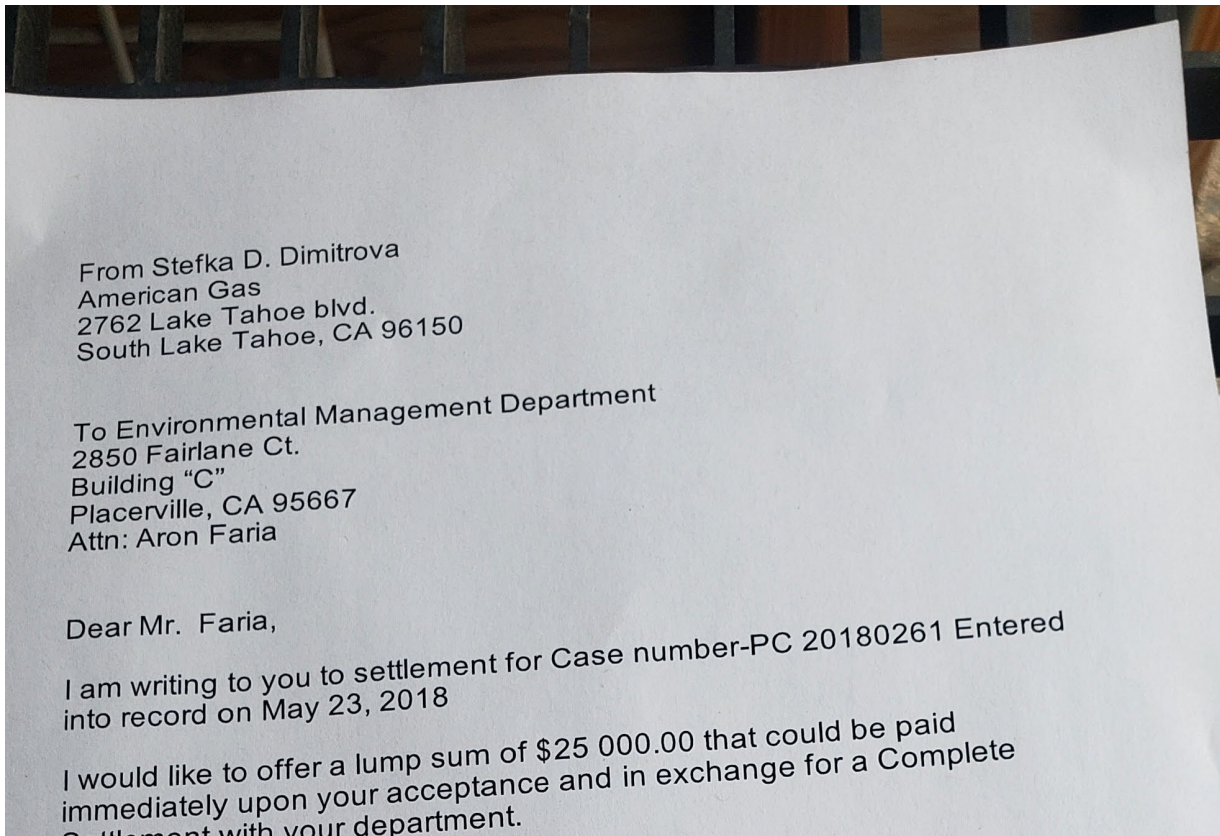 From Stefka D. Dimitrova
American Gas
2762 Lake Tahoe blvd.
South Lake Tahoe, CA 96150
To Environmental Management Department
2850 Fairlane Ct.
Building “C”
Placerville, CA 95667
Attn: Aron Faria
Dear Mr.  Faria,
I am writing to you to settlement for Case number-PC 20180261 Entered
into record on May 23, 2018
I would like to offer a lump sum of $25 000.00 that could be paid
immediately upon your acceptance and in exchange for a Complete
Settlement with your department.